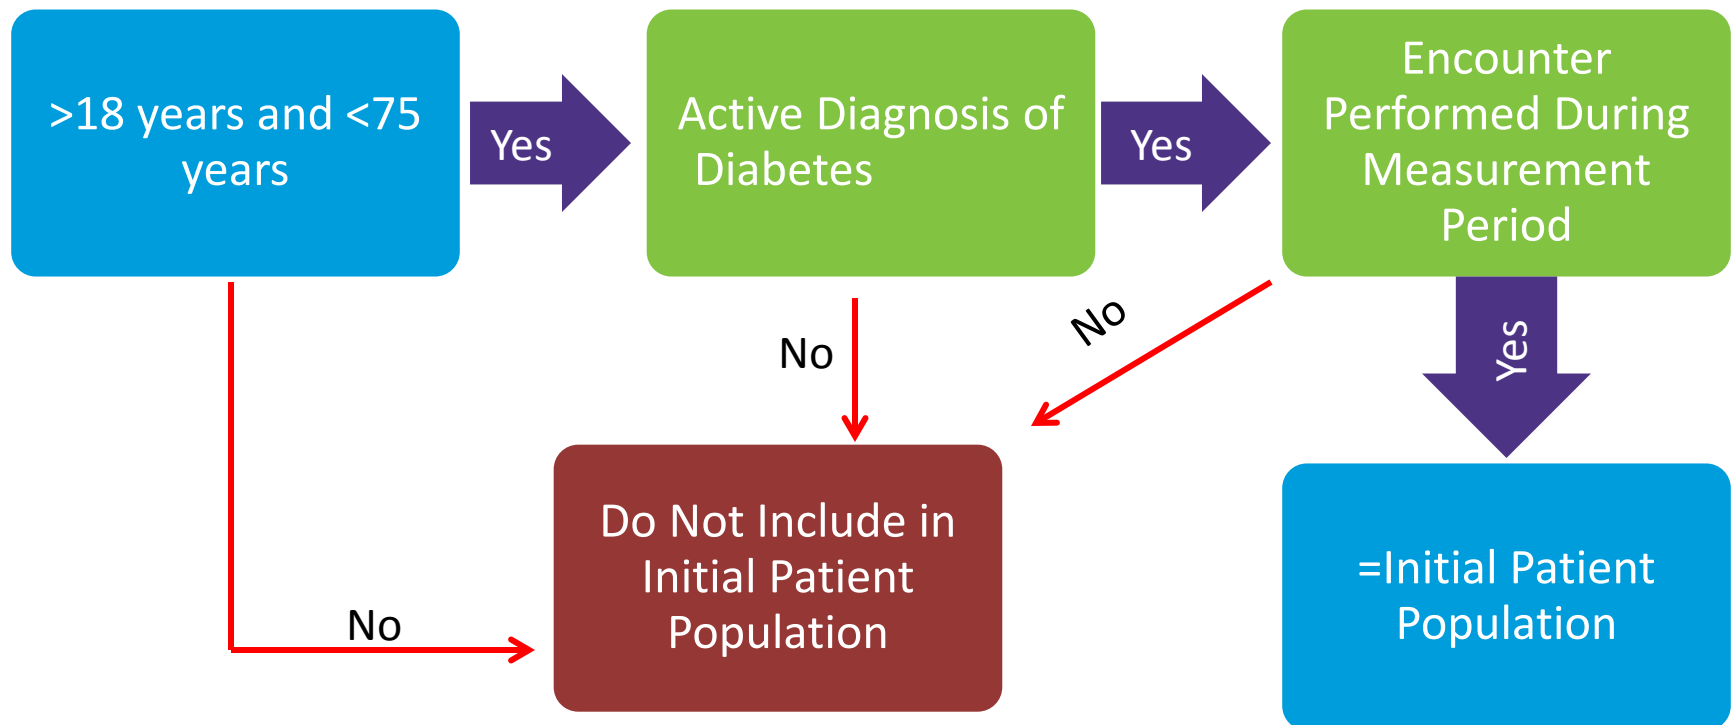 >18 years and <75
years
Yes
Active Diagnosis of
Diabetes
Yes
Encounter
Performed During
Measurement
Period
No
No
Yes
Do Not Include in
Initial Patient
Population
=Initial Patient
Population
No